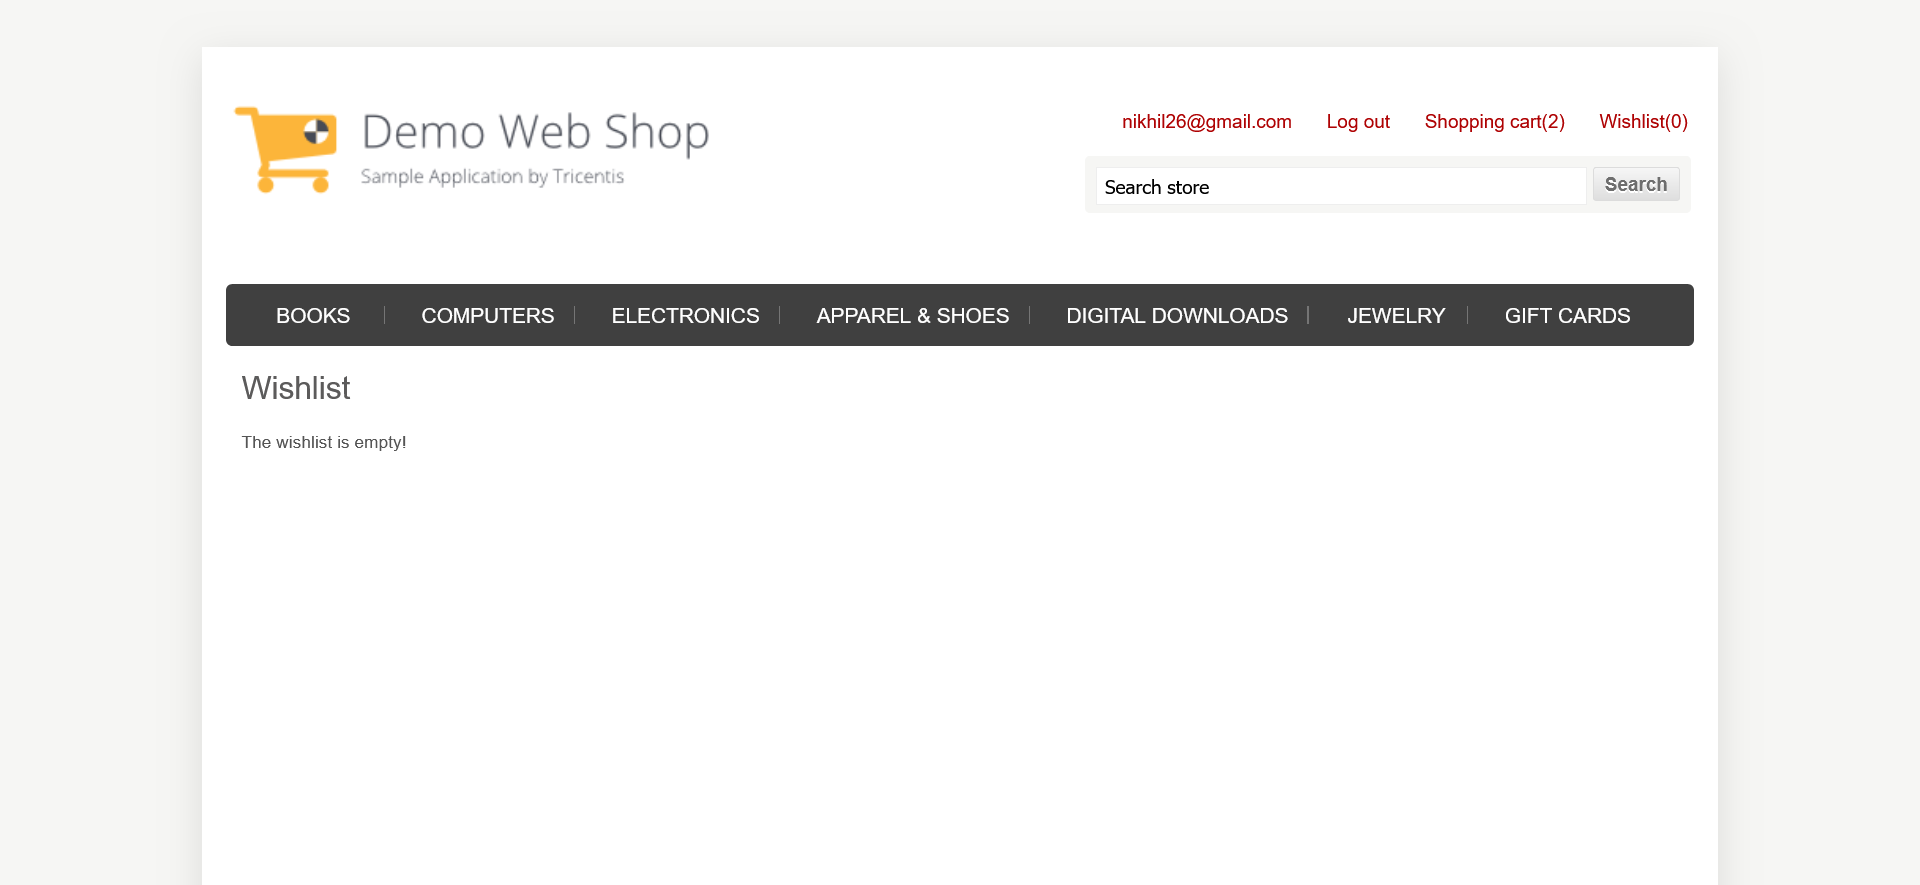 Demo Web Shop
Sample Application by Tricentis
nikhil26@gmail.com Log out Shopping cart(2) Wishlist(0)
Search store Search
BOOKS COMPUTERS ELECTRONICS APPAREL & SHOES DIGITAL DOWNLOADS JEWELRY GIFT CARDS
Wishlist
The wishlist is empty!